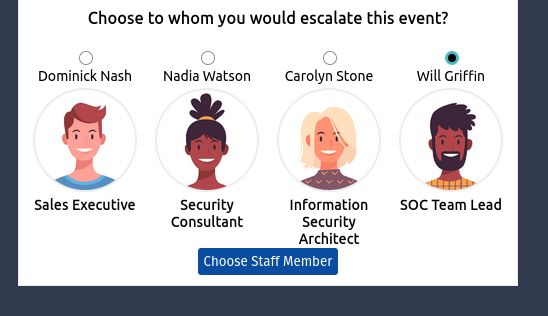 Choose to whom you would escalate this event?
Dominick Nash
Nadia Watson
Carolyn Stone
Will Griffin
Sales Executive
Security
Consultant
Information
Security
Architect
SOC Team Lead
Choose Staff Member